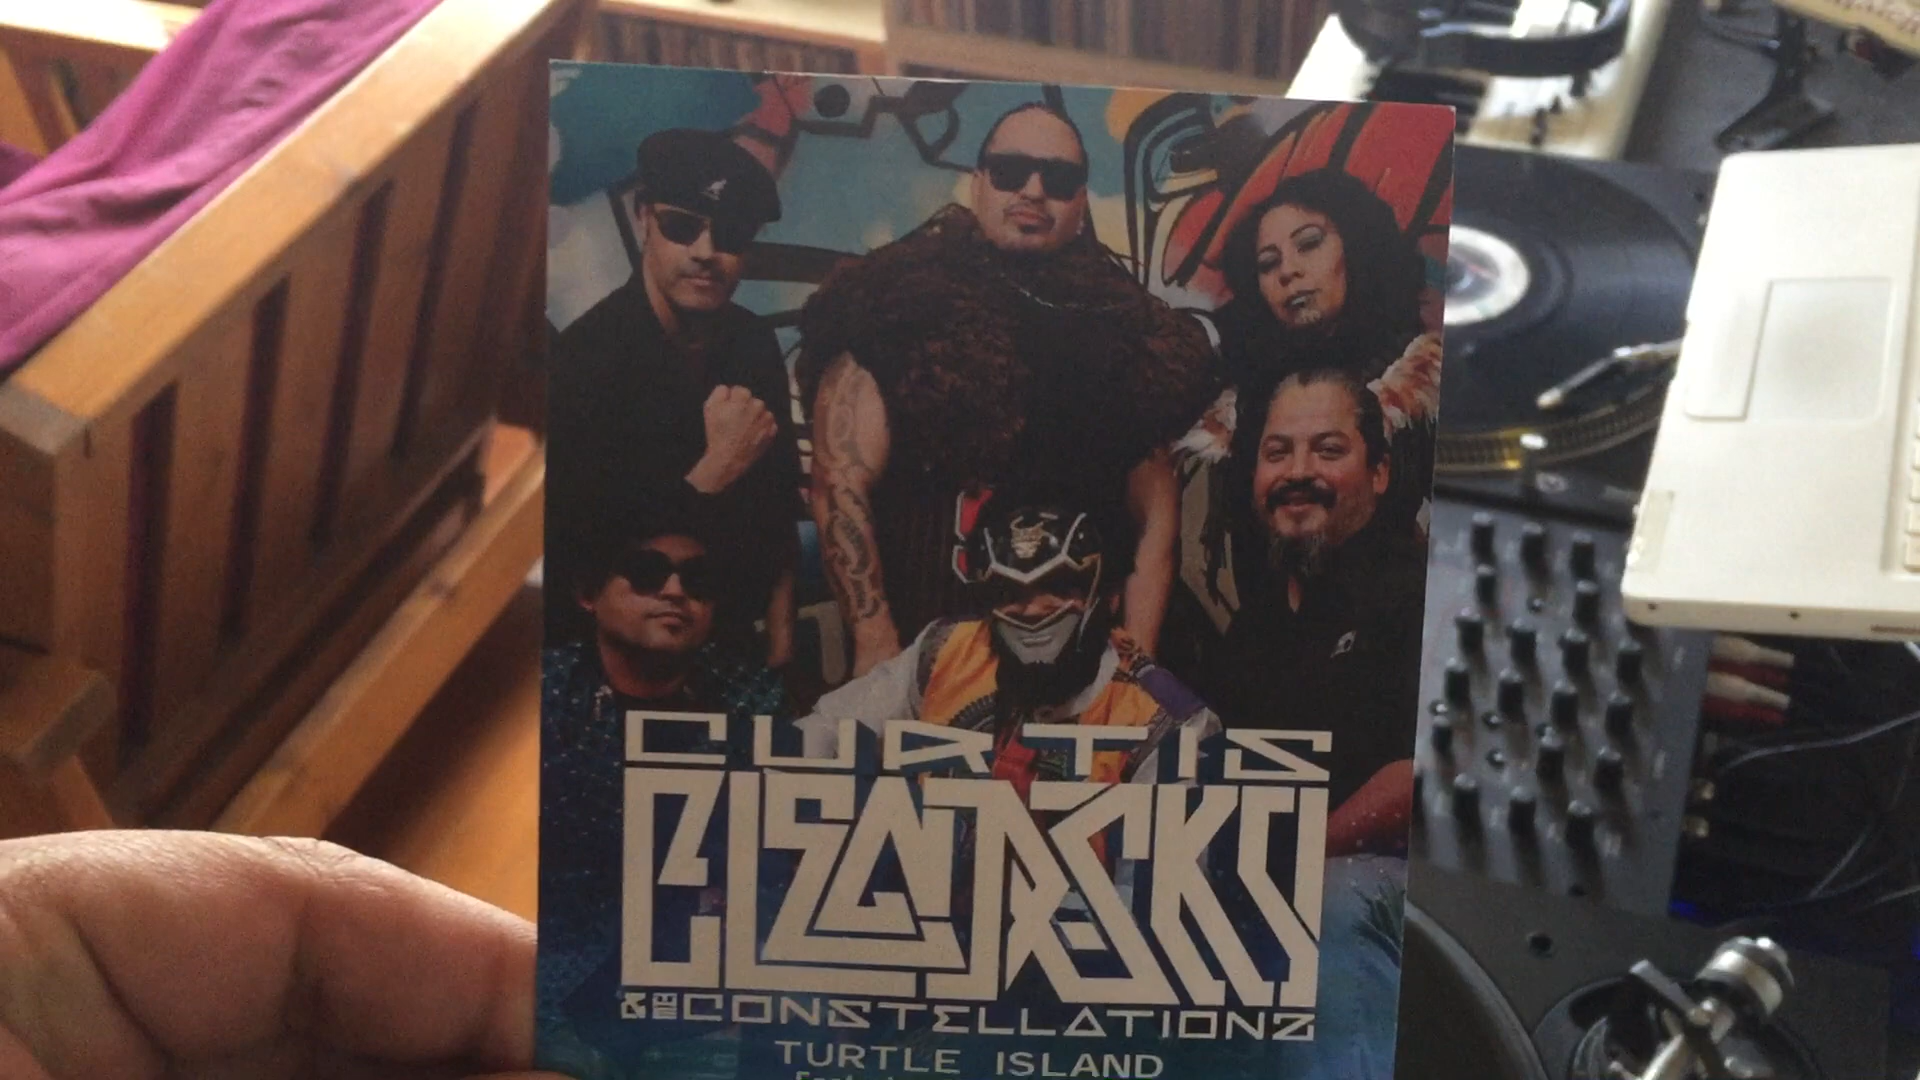 CURTIS
CLEARSKY
& THE CONSTELLATIONZ
TURTLE ISLAND